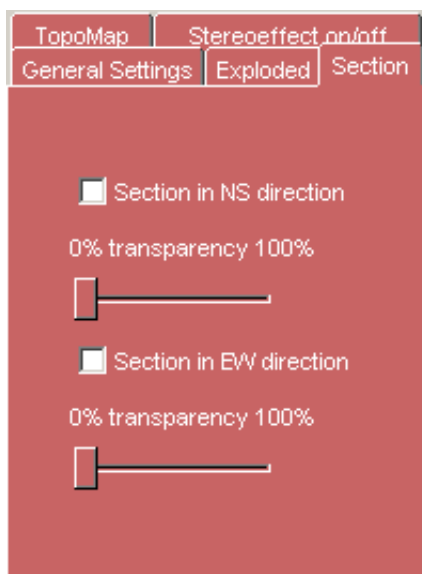 TopoMap Stereoeffect on/off
General Settings Exploded Section
Section in NS direction
0% transparency 100%
Section in EW direction
0% transparency 100%